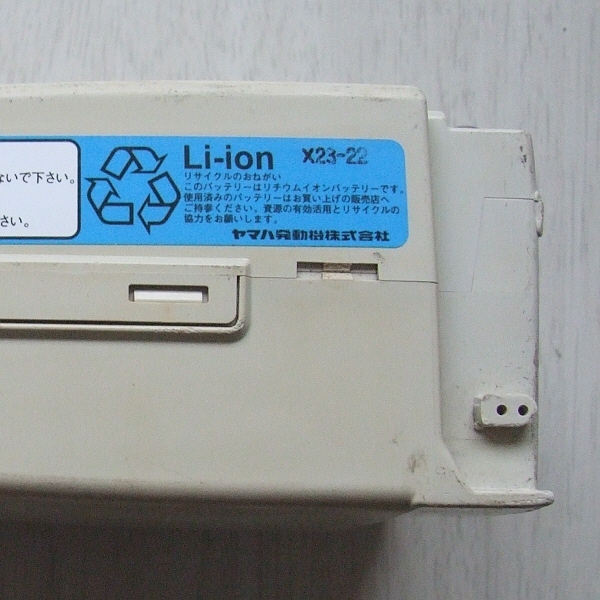 ないで下さい。
さい。
Li-ion X23-22
リサイクルのおねがい
このバッテリーはリチウムイオンバッテリーです。
使用済みのバッテリーはお買い上げの販売店へ
ご持参ください。資源の有効活用とリサイクルの
協力をお願いします。
ヤマハ発動機株式会社